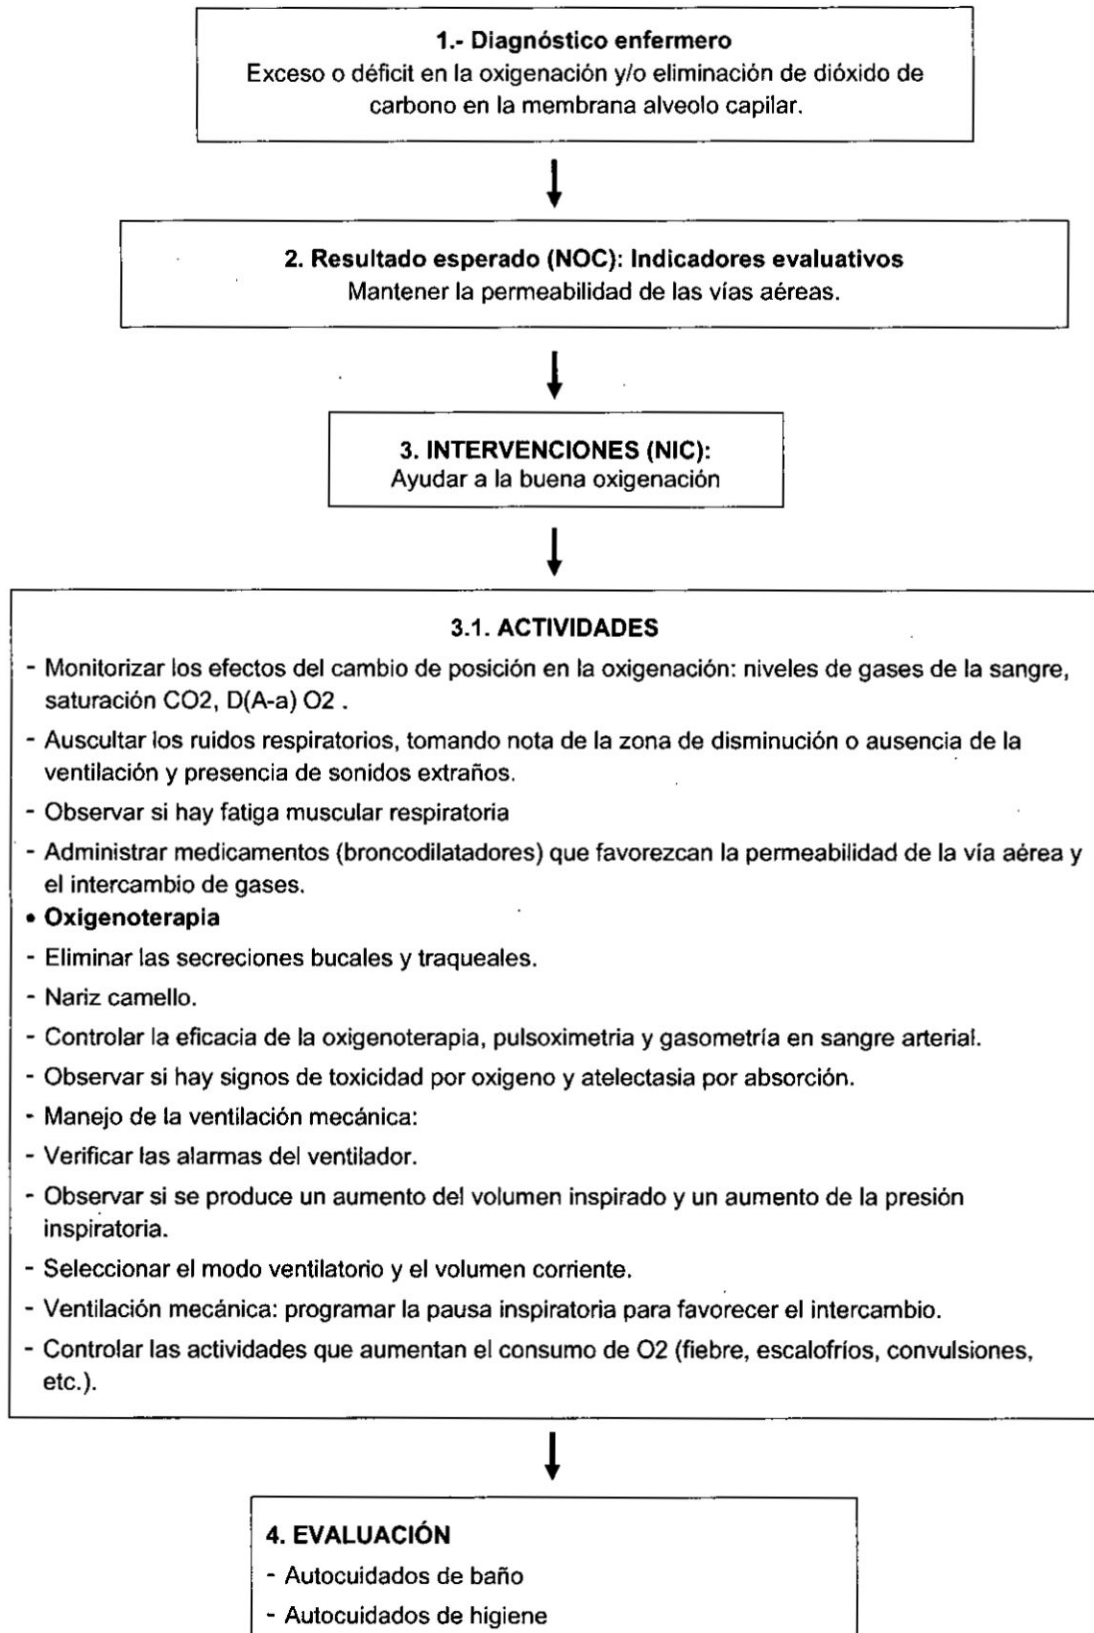 1.- Diagnóstico enfermero
Exceso o déficit en la oxigenación y/o eliminación de dióxido de
carbono en la membrana alveolo capilar.
2. Resultado esperado (NOC): Indicadores evaluativos
Mantener la permeabilidad de las vías aéreas.
3. INTERVENCIONES (NIC):
Ayudar a la buena oxigenación
3.1. ACTIVIDADES
- Monitorizar los efectos del cambio de posición en la oxigenación: niveles de gases de la sangre,
saturación CO2, D(A-a) O2 .
- Auscultar los ruidos respiratorios, tomando nota de la zona de disminución o ausencia de la
ventilación y presencia de sonidos extraños.
- Observar si hay fatiga muscular respiratoria
- Administrar medicamentos (broncodilatadores) que favorezcan la permeabilidad de la vía aérea y
el intercambio de gases.
• Oxigenoterapia
- Eliminar las secreciones bucales y traqueales.
- Nariz camello.
- Controlar la eficacia de la oxigenoterapia, pulsoximetria y gasometría en sangre arterial.
- Observar si hay signos de toxicidad por oxigeno y atelectasia por absorción.
- Manejo de la ventilación mecánica:
- Verificar las alarmas del ventilador.
- Observar si se produce un aumento del volumen inspirado y un aumento de la presión
inspiratoria.
- Seleccionar el modo ventilatorio y el volumen corriente.
- Ventilación mecánica: programar la pausa inspiratoria para favorecer el intercambio.
- Controlar las actividades que aumentan el consumo de O2 (fiebre, escalofríos, convulsiones,
etc.).
4. EVALUACIÓN
- Autocuidados de baño
- Autocuidados de higiene